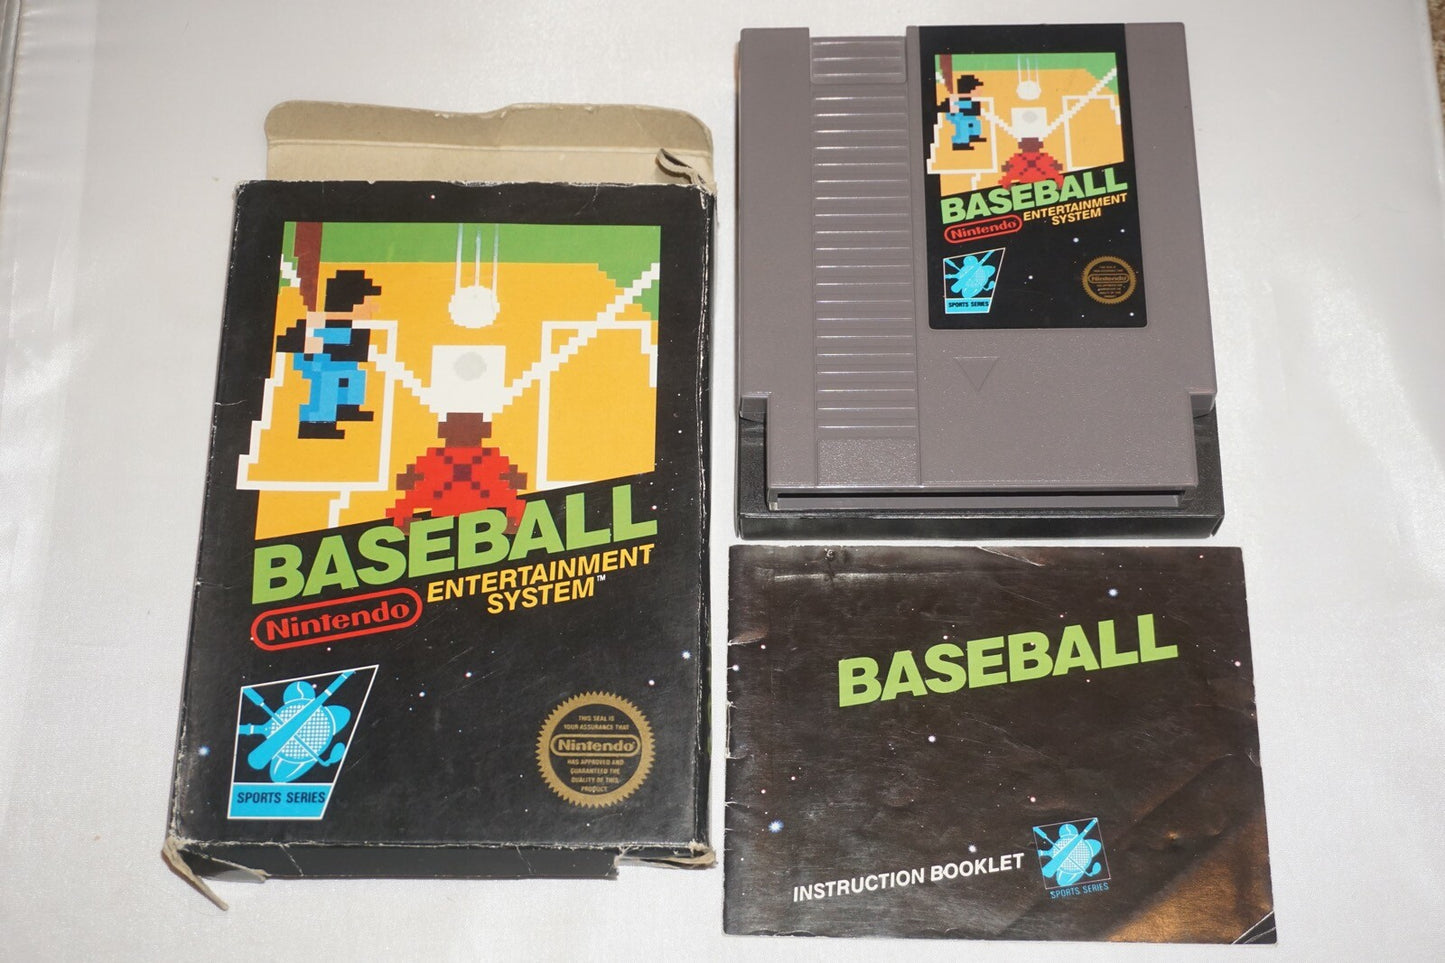 BASEBALL
Nintendo
ENTERTAINMENT
SYSTEM™
SPORTS SERIES
THIS SEAL IS
YOUR ASSURANCE THAT
Nintendo
HAS APPROVED AND
GUARANTEED THE
QUALITY OF THIS
PRODUCT.
BASEBALL
Nintendo
ENTERTAINMENT
SYSTEM
SPORTS SERIES
Nintendo
BASEBALL
INSTRUCTION BOOKLET
SPORTS SERIES